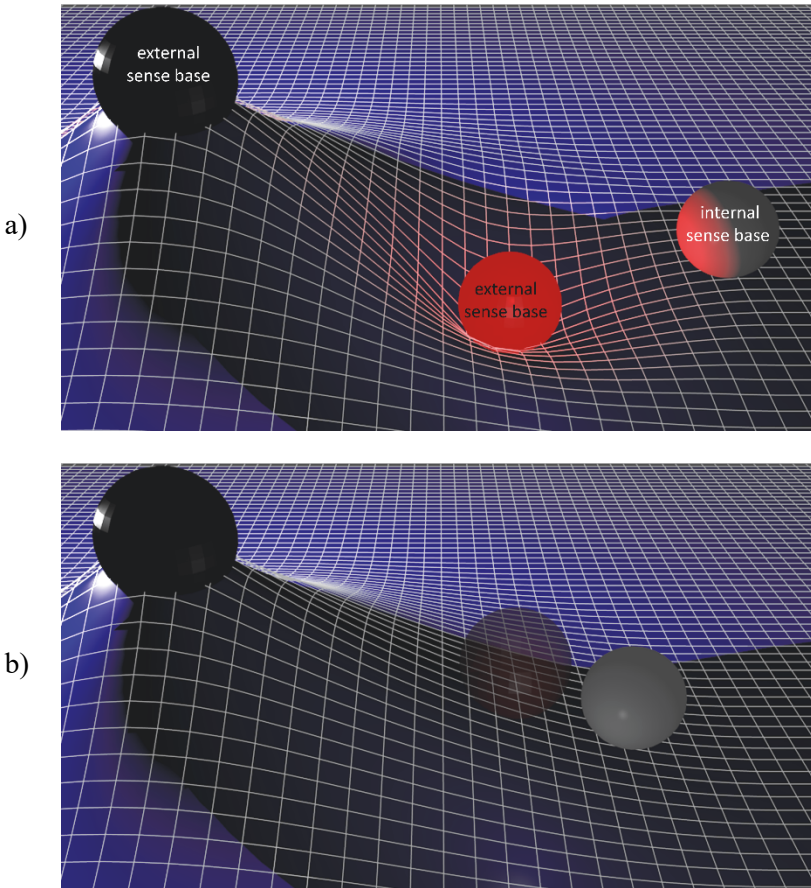 a)
external
sense base
external
sense base
internal
sense base
b)